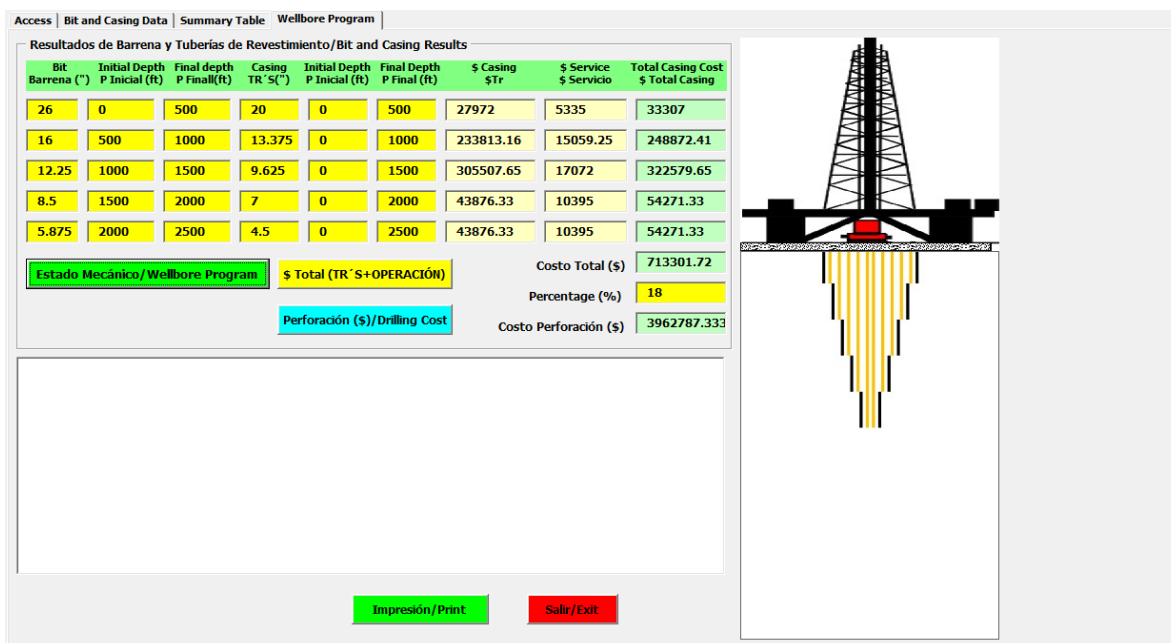 Access Bit and Casing Data Summary Table Wellbore Program
Resultados de Barrena y Tuberías de Revestimiento/Bit and Casing Results
Bit Initial Depth Final depth Casing Initial Depth Final Depth $ Casing $ Service Total Casing Cost
Barrena (") P Inicial (ft) P Finall(ft) TR´S(") P Inicial (ft) P Final (ft) $Tr $ Servicio $ Total Casing
26 0 500 20 0 500 27972 5335 33307
16 500 1000 13.375 0 1000 233813.16 15059.25 248872.41
12.25 1000 1500 9.625 0 1500 305507.65 17072 322579.65
8.5 1500 2000 7 0 2000 43876.33 10395 54271.33
5.875 2000 2500 4.5 0 2500 43876.33 10395 54271.33
Estado Mecánico/Wellbore Program $ Total (TR´S+OPERACIÓN) Costo Total ($) 713301.72
Percentage (%) 18
Perforación ($)/Drilling Cost Costo Perforación ($) 3962787.333
Impresión/Print Salir/Exit